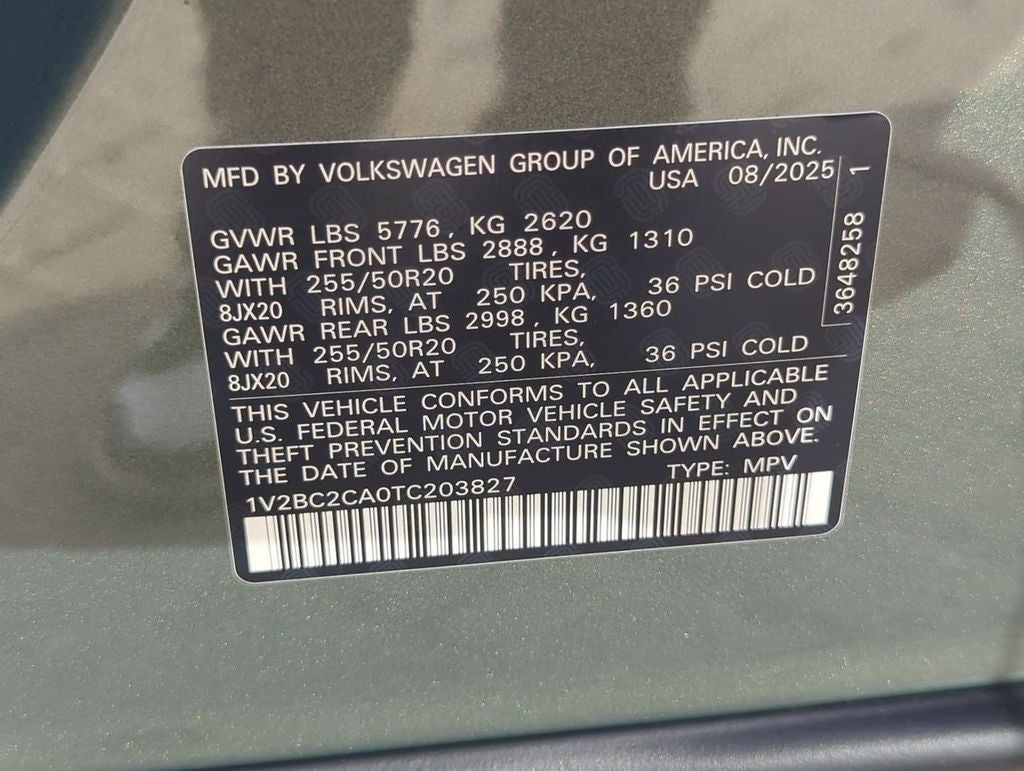 MFD BY VOLKSWAGEN GROUP OF AMERICA, INC.
USA 08/2025
GVWR LBS 5776, KG 2620
GAWR FRONT LBS 2888, KG 1310
WITH 255/50R20 TIRES,
8JX20 RIMS, AT 250 KPA, 36 PSI COLD
GAWR REAR LBS 2998, KG 1360
WITH 255/50R20 TIRES,
8JX20 RIMS, AT 250 KPA, 36 PSI COLD
THIS VEHICLE CONFORMS TO ALL APPLICABLE
U.S. FEDERAL MOTOR VEHICLE SAFETY AND
THEFT PREVENTION STANDARDS IN EFFECT ON
THE DATE OF MANUFACTURE SHOWN ABOVE.
1V2BC2CA0TC203827 TYPE: MPV
3648258 1